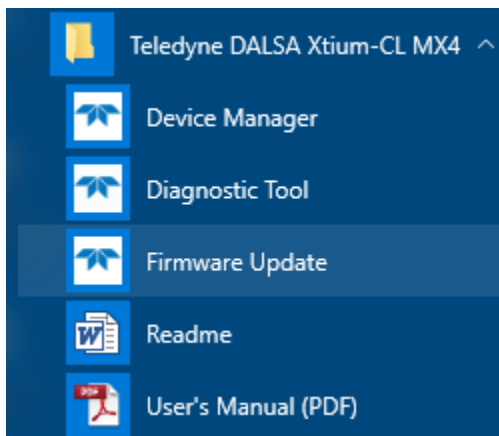 Teledyne DALSA Xtium-CL MX4
Device Manager
Diagnostic Tool
Firmware Update
Readme
User's Manual (PDF)